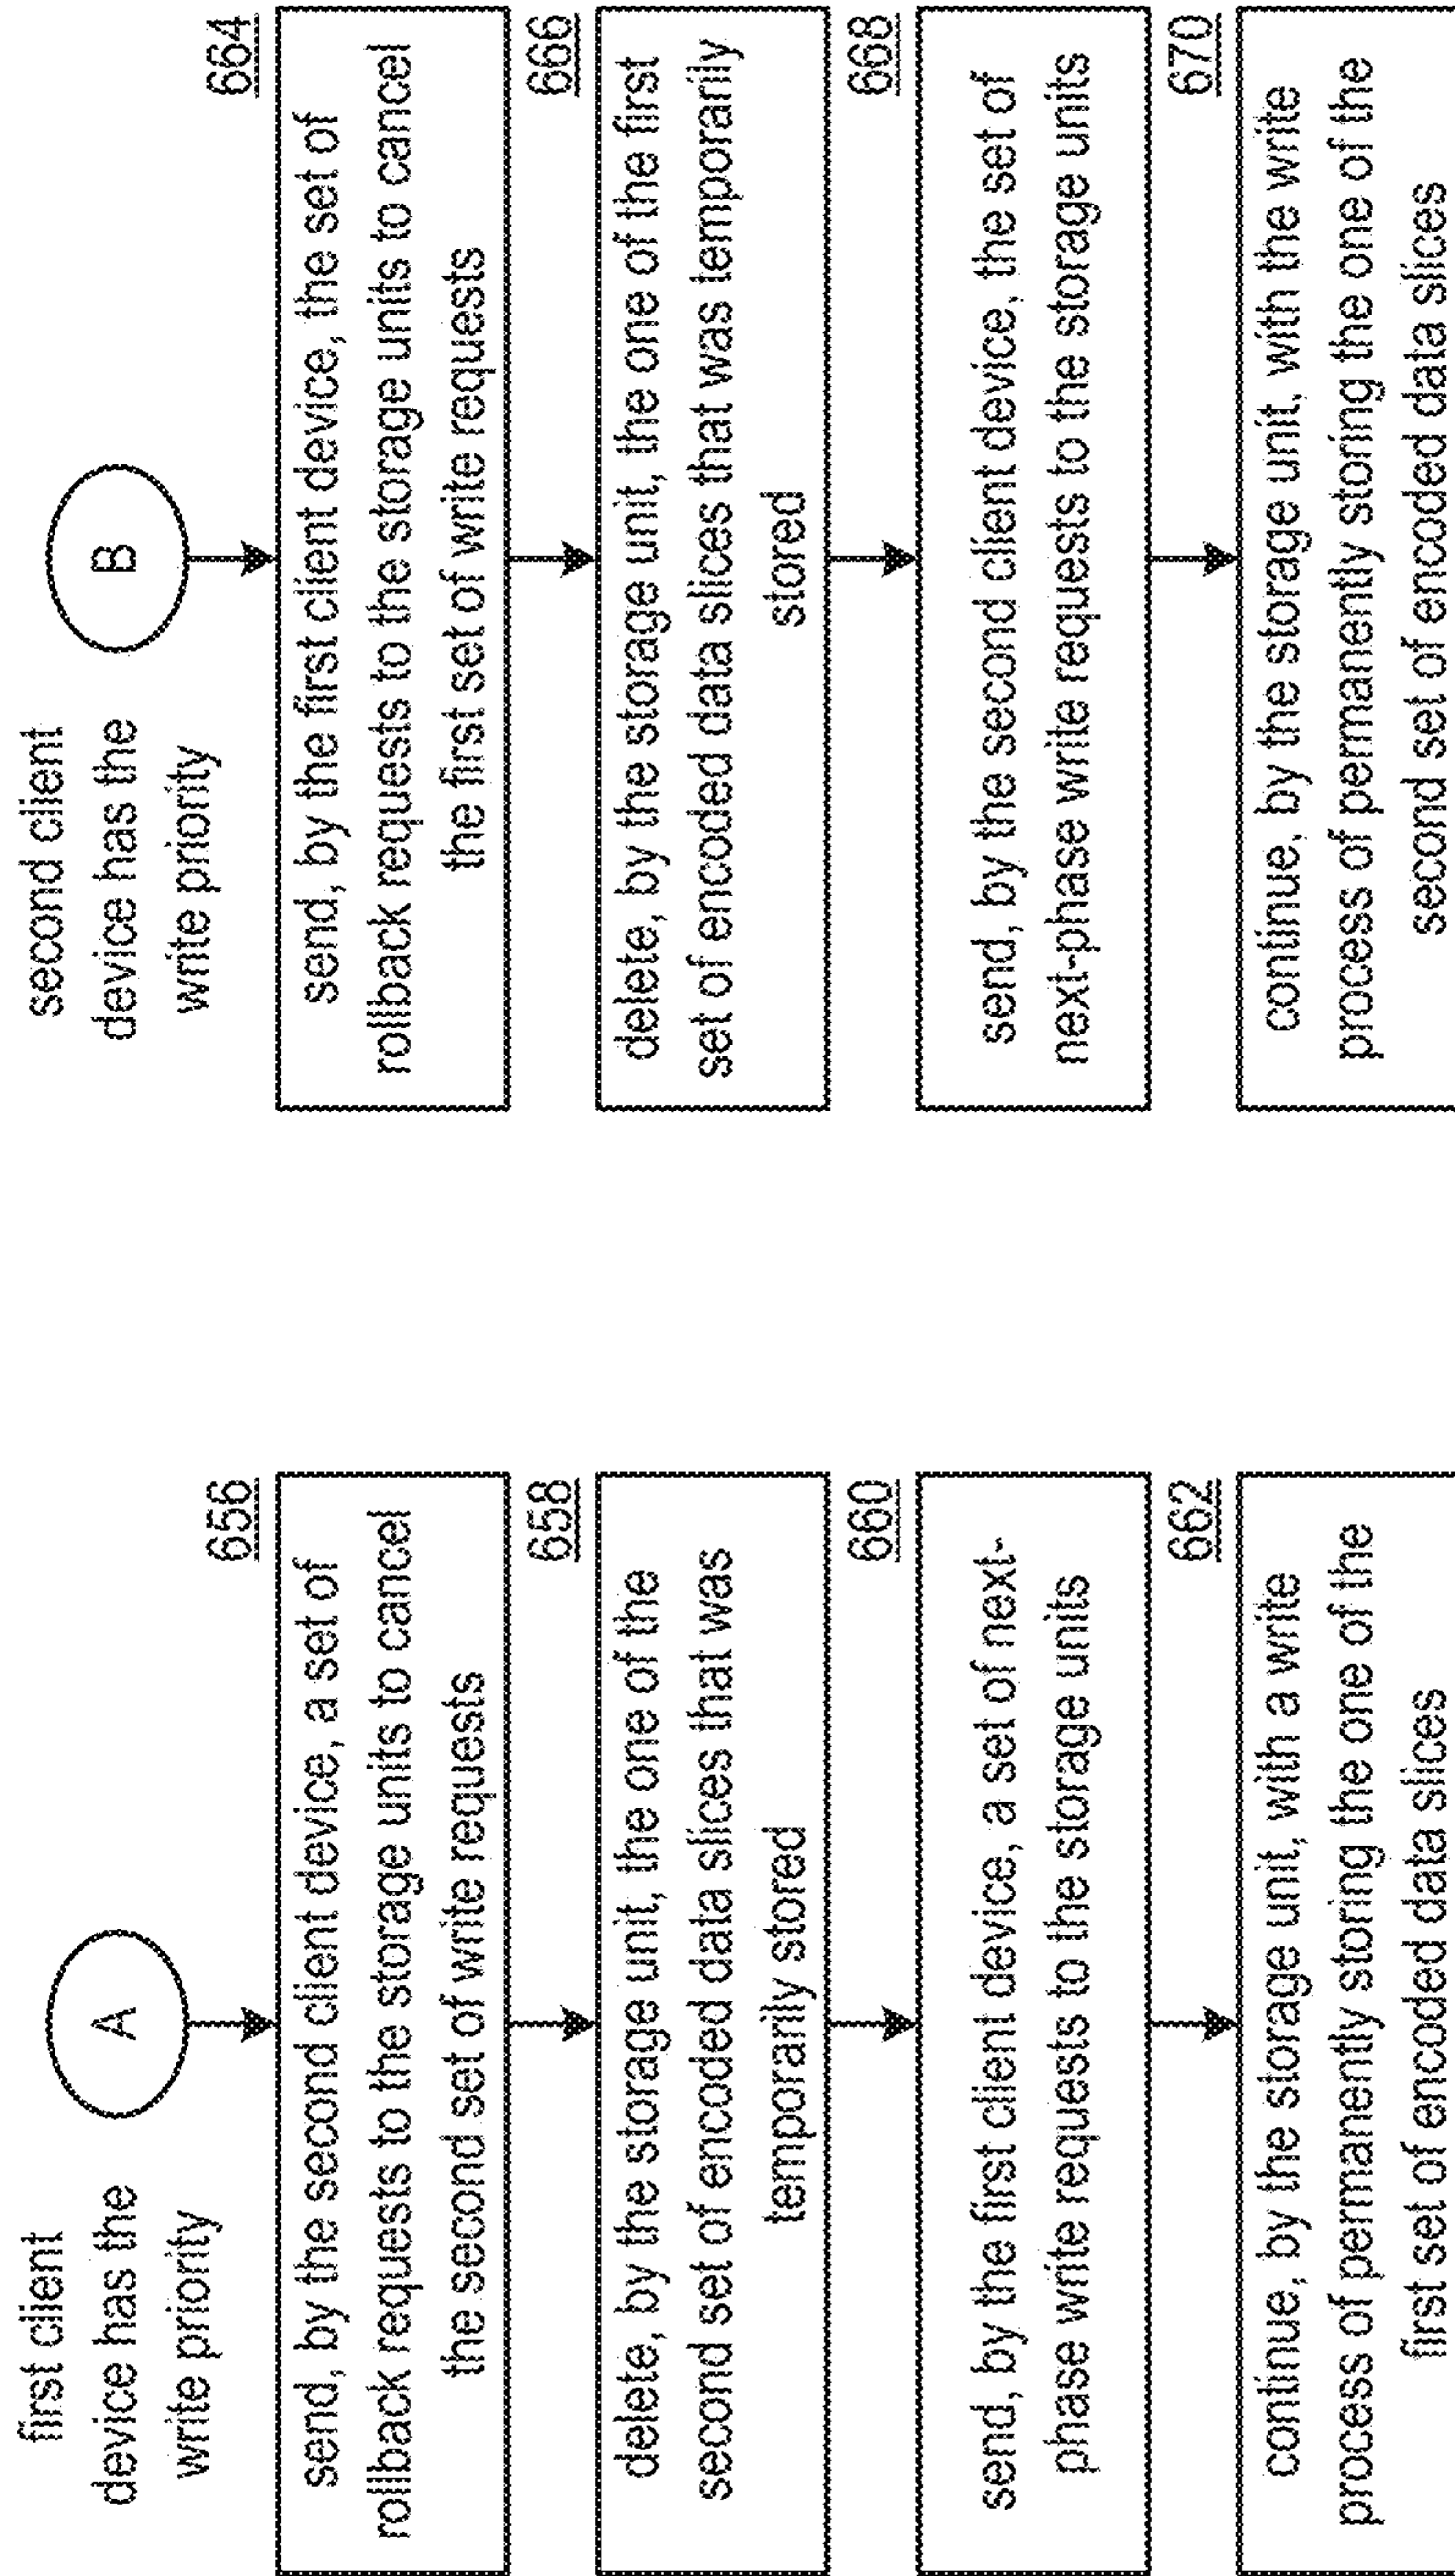 first client
device has the
write priority
A
656
send, by the second client device, a set of
rollback requests to the storage units to cancel
the second set of write requests
658
delete, by the storage unit, the one of the
second set of encoded data slices that was
temporarily stored
660
send, by the first client device, a set of next-
phase write requests to the storage units
662
continue, by the storage unit, with a write
process of permanently storing the one of the
first set of encoded data slices
second client
device has the
write priority
B
664
send, by the first client device, the set of
rollback requests to the storage units to cancel
the first set of write requests
666
delete, by the storage unit, the one of the first
set of encoded data slices that was temporarily
stored
668
send, by the second client device, the set of
next-phase write requests to the storage units
670
continue, by the storage unit, with the write
process of permanently storing the one of the
second set of encoded data slices